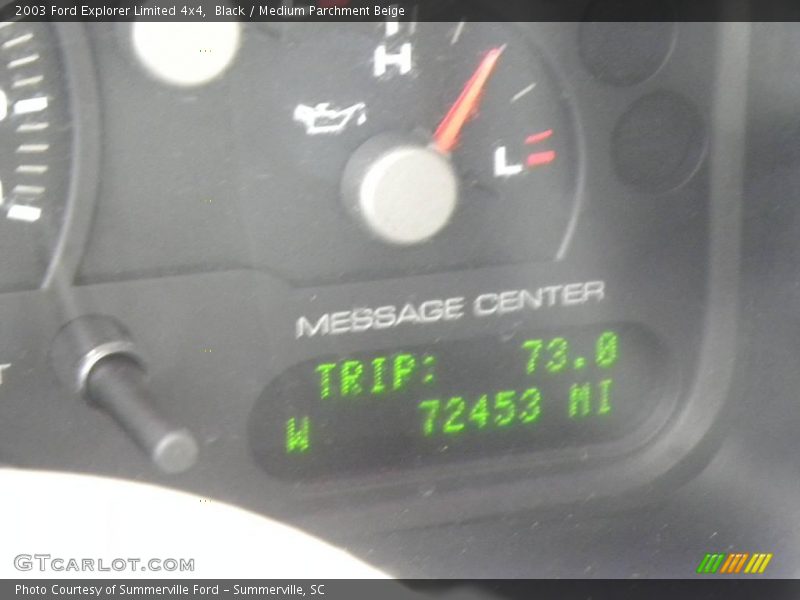 2003 Ford Explorer Limited 4x4, Black / Medium Parchment Beige
H
L
MESSAGE CENTER
TRIP: 73.0
W 72453 MI
GTCARLOT.COM
Photo Courtesy of Summerville Ford - Summerville, SC